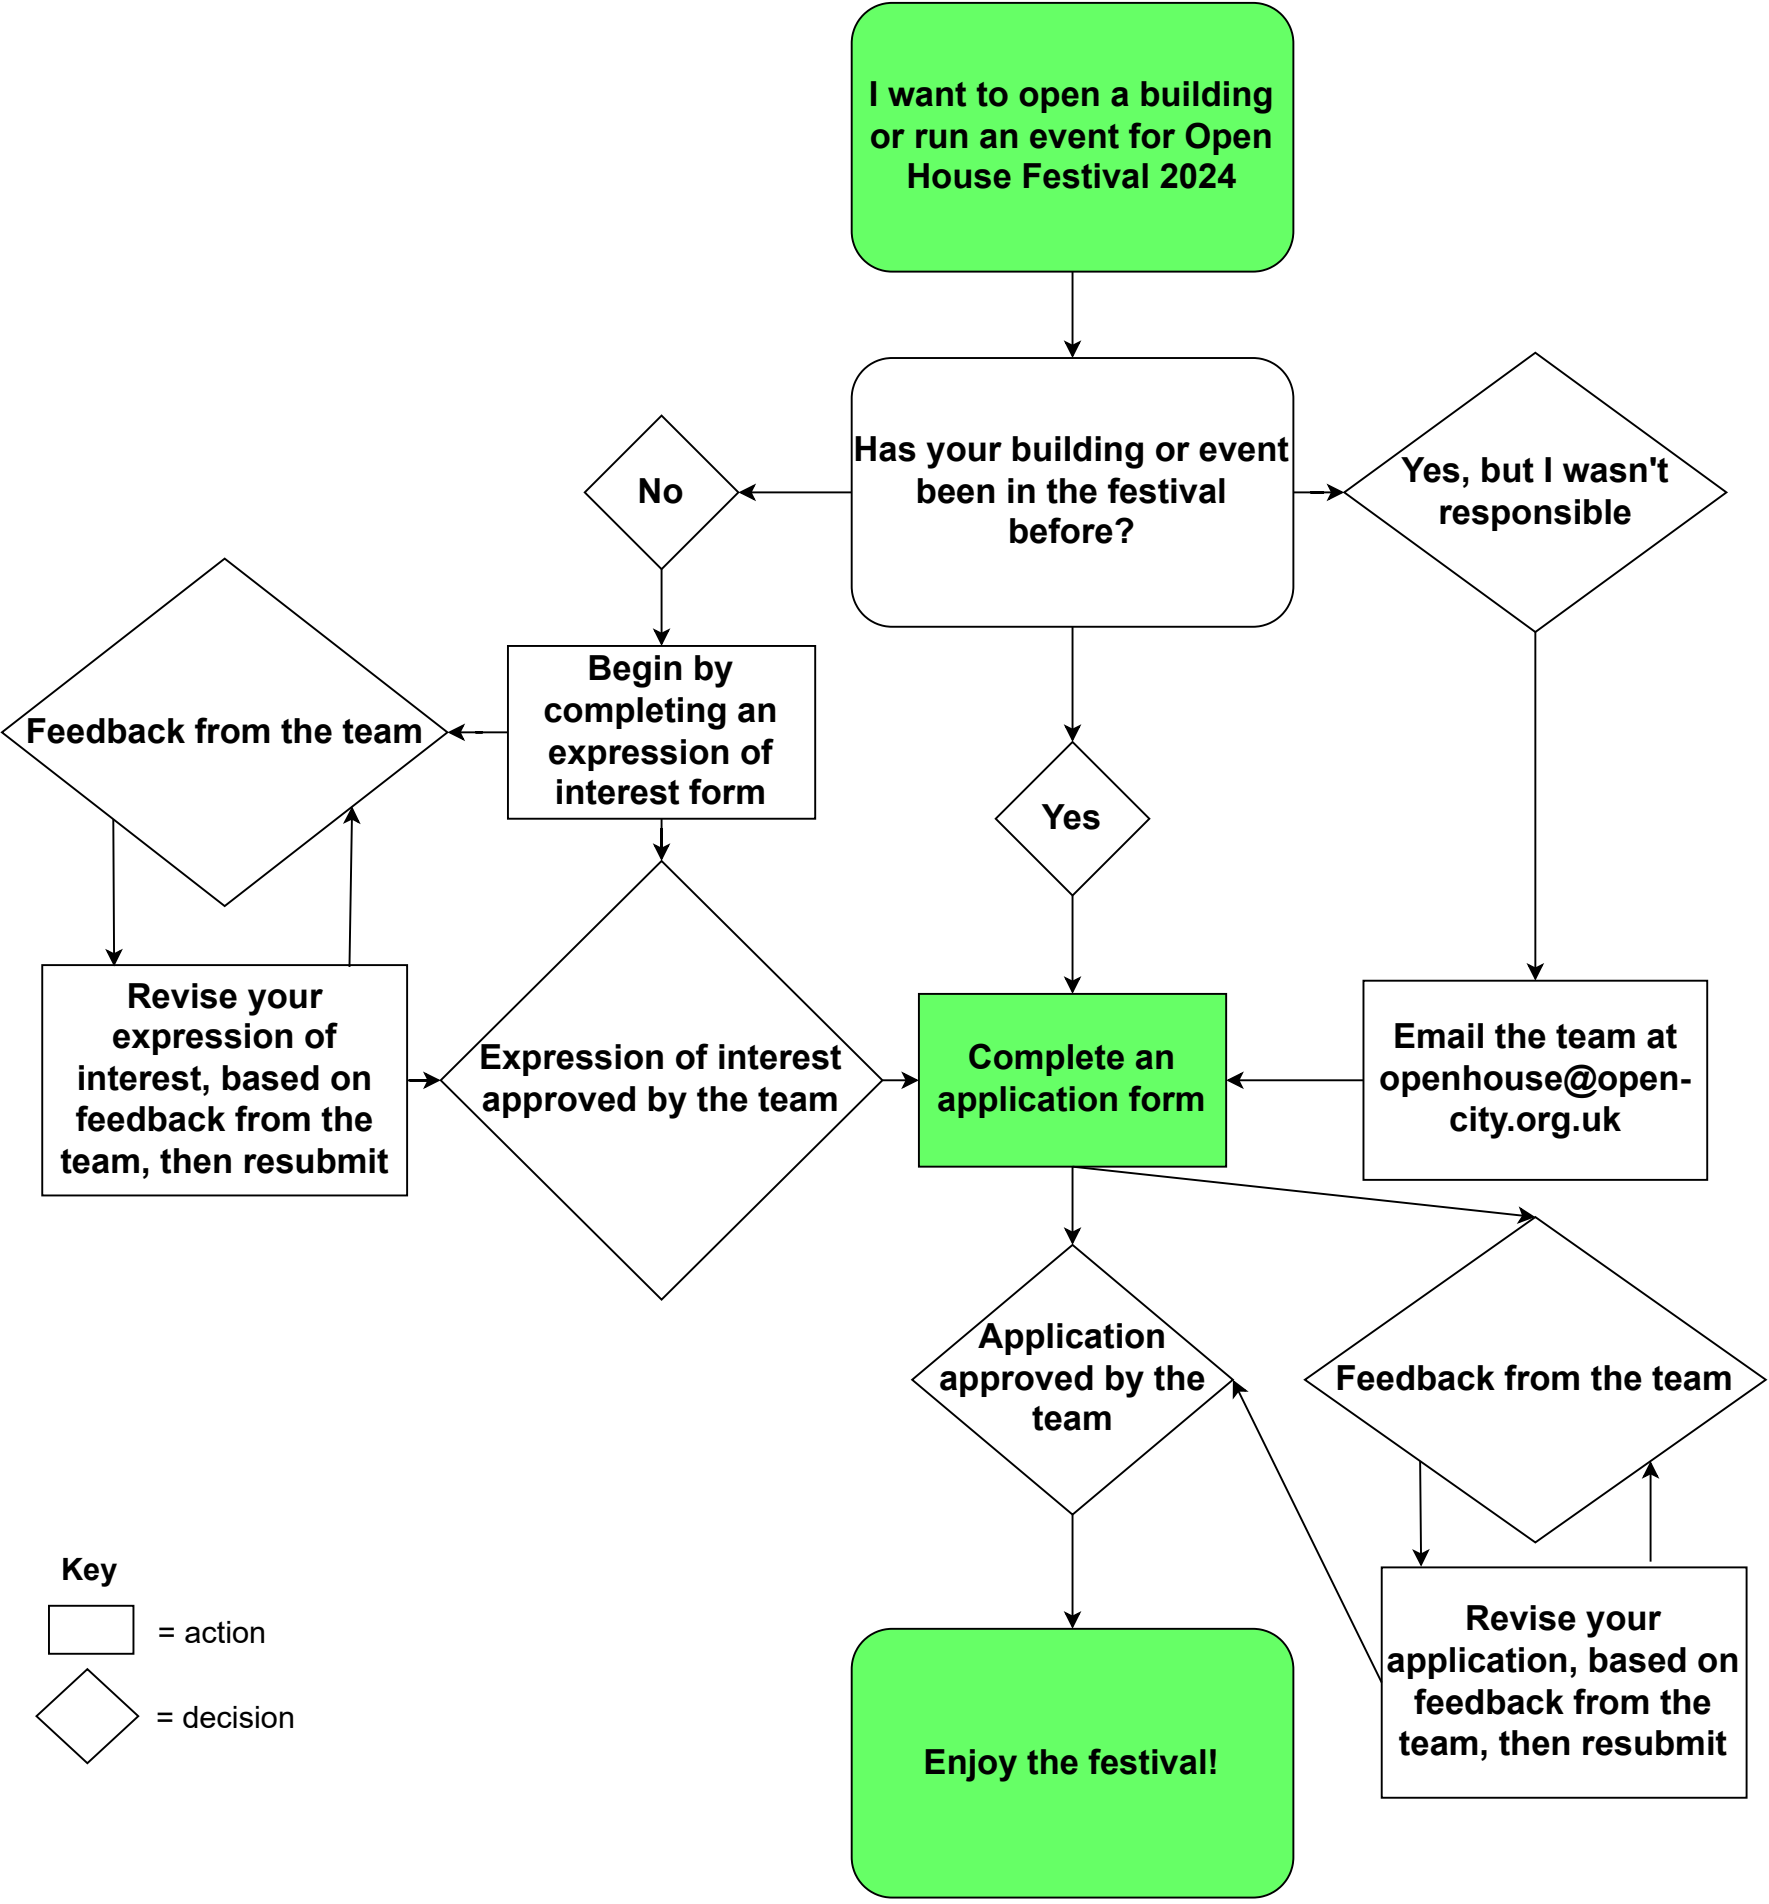 I want to open a building
or run an event for Open
House Festival 2024
Has your building or event
been in the festival
before?
No
Yes, but I wasn't
responsible
Begin by
completing an
expression of
interest form
Feedback from the team
Yes
Revise your
expression of
interest, based on
feedback from the
team, then resubmit
Expression of interest
approved by the team
Complete an
application form
Email the team at
openhouse@open-
city.org.uk
Application
approved by the
team
Feedback from the team
Revise your
application, based on
feedback from the
team, then resubmit
Enjoy the festival!
Key
= action
= decision